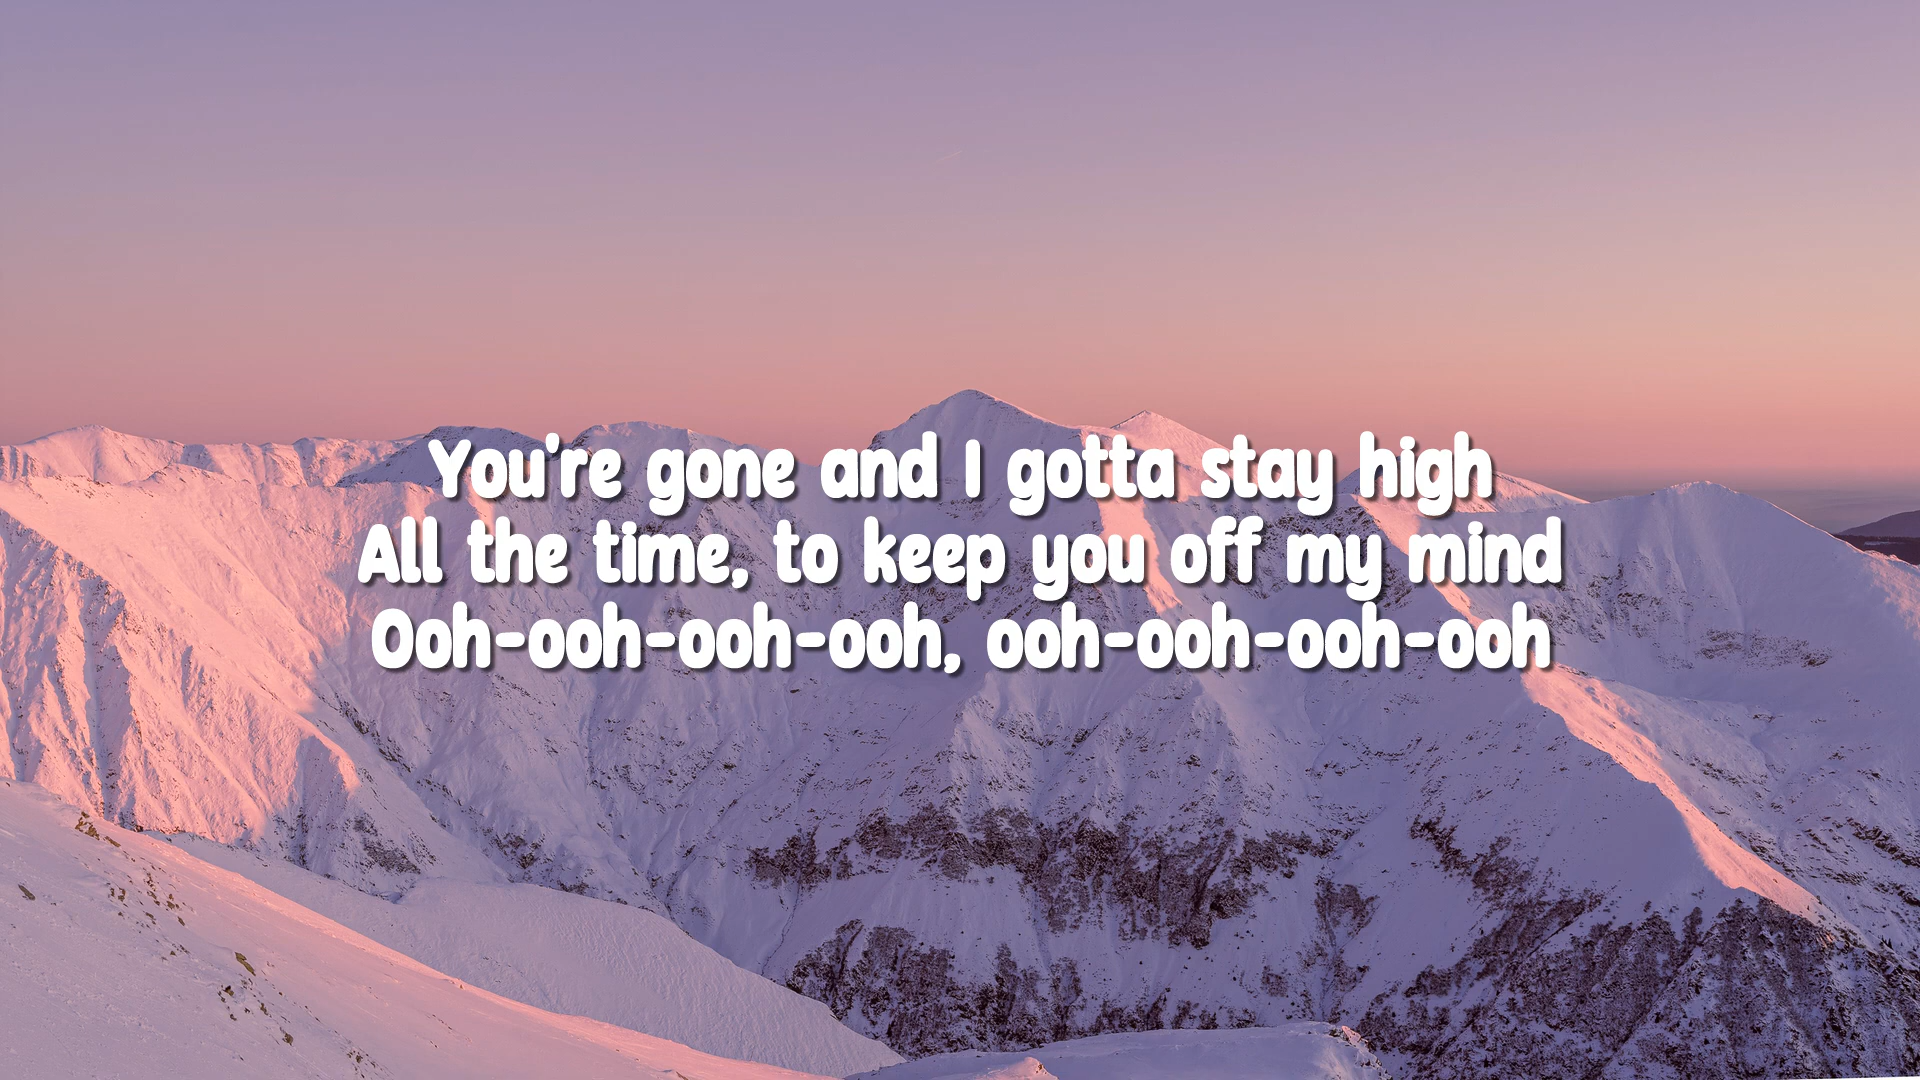 You're gone and I gotta stay high
All the time, to keep you off my mind
Ooh-ooh-ooh-ooh, ooh-ooh-ooh-ooh